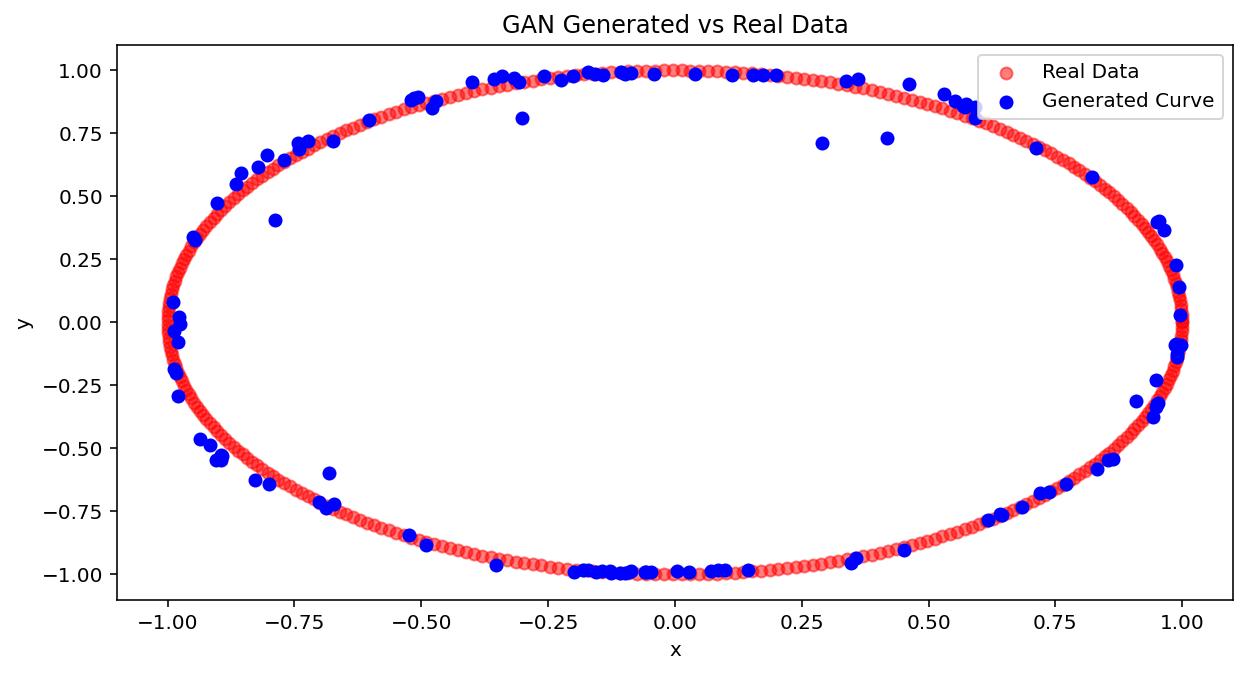 GAN Generated vs Real Data
Real Data
Generated Curve
1.00
0.75
0.50
0.25
0.00
−0.25
−0.50
−0.75
−1.00
y
−1.00 −0.75 −0.50 −0.25 0.00 0.25 0.50 0.75 1.00
x